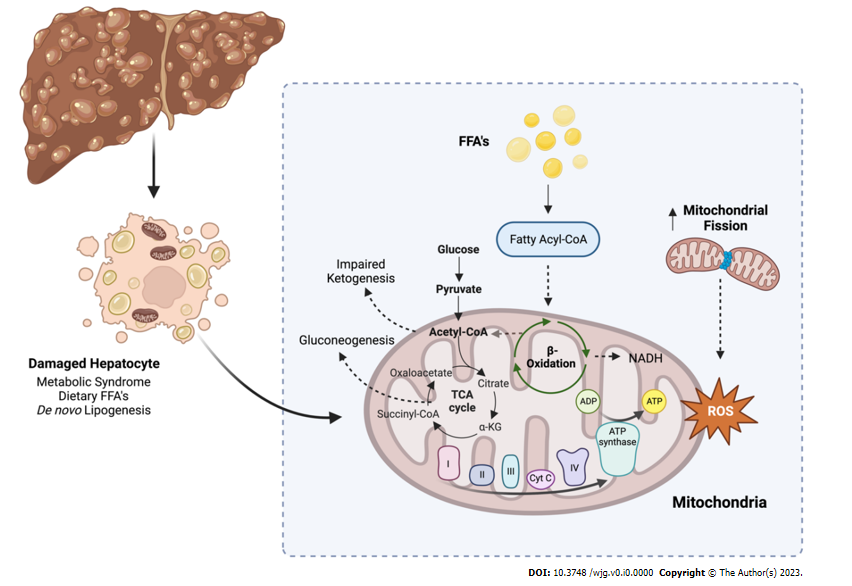 FFA's
Fatty Acyl-CoA
Mitochondrial
Fission
Glucose
Pyruvate
Impaired
Ketogenesis
Gluconeogenesis
Acetyl-CoA
β-
Oxidation
NADH
Oxaloacetate
Citrate
TCA
cycle
Succinyl-CoA
α-KG
ADP
ATP
ROS
ATP
synthase
I
II
III
Cyt C
IV
Mitochondria
Damaged Hepatocyte
Metabolic Syndrome
Dietary FFA's
De novo Lipogenesis
DOI: 10.3748 /wjg.v0.i0.0000 Copyright © The Author(s) 2023.